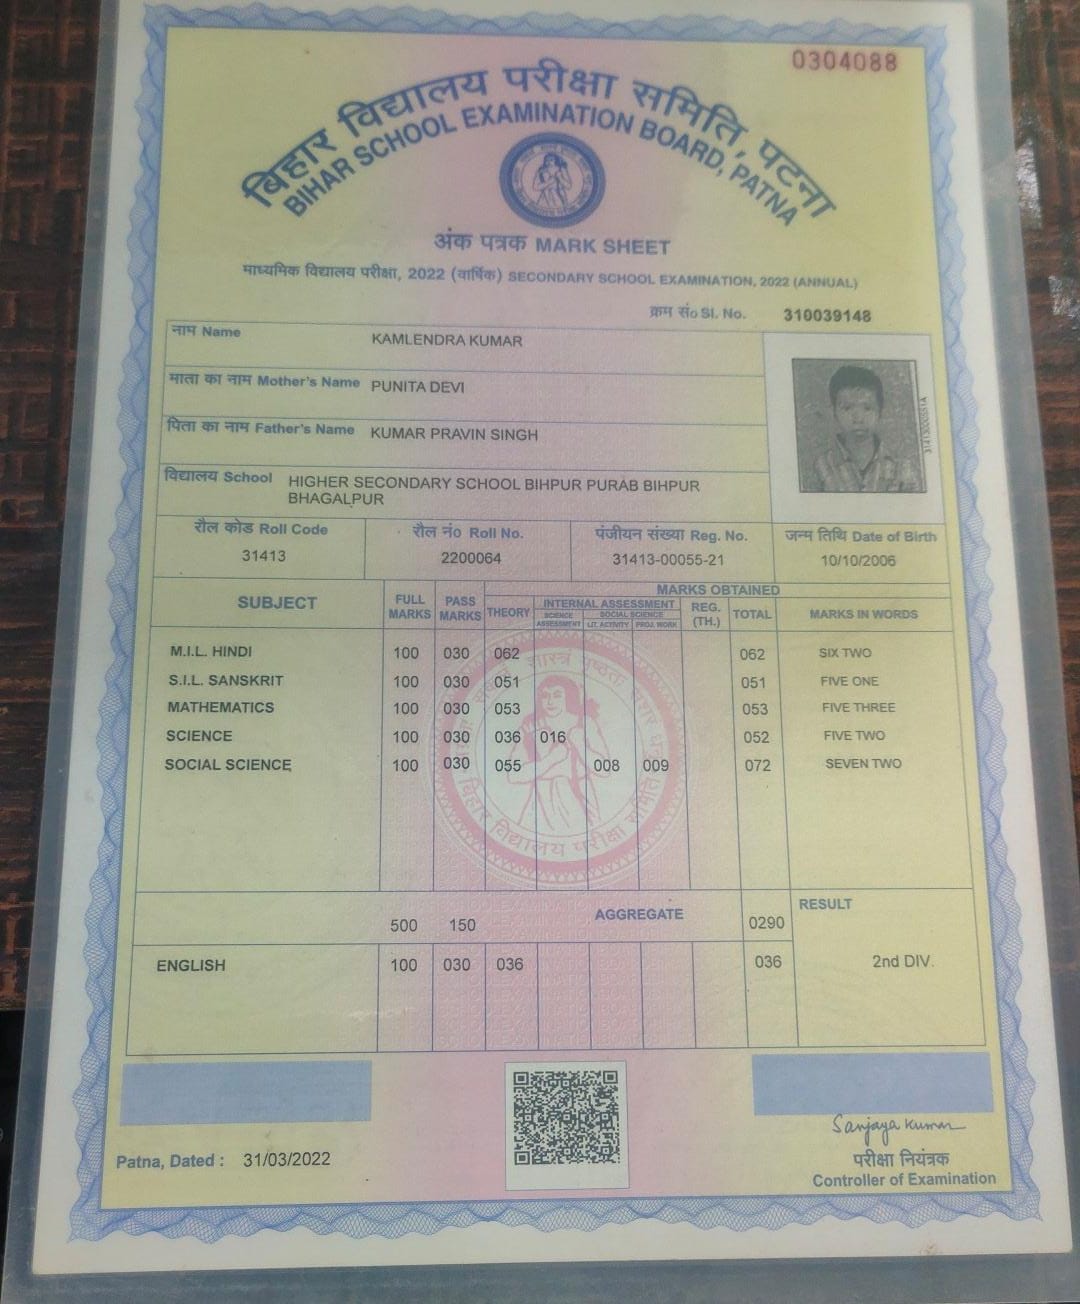 0304088
बिहार विद्यालय परीक्षा समिति, पटना
BIHAR SCHOOL EXAMINATION BOARD, PATNA
अंक पत्रक MARK SHEET
माध्यमिक विद्यालय परीक्षा, 2022 (वार्षिक) SECONDARY SCHOOL EXAMINATION, 2022 (ANNUAL)
क्रम सं० Sl. No. 310039148
नाम Name KAMLENDRA KUMAR
माता का नाम Mother's Name PUNITA DEVI
पिता का नाम Father's Name KUMAR PRAVIN SINGH
विद्यालय School HIGHER SECONDARY SCHOOL BIHPUR PURAB BIHPUR
BHAGALPUR
रौल कोड Roll Code रौल नं० Roll No. पंजीयन संख्या Reg. No. जन्म तिथि Date of Birth
31413 2200064 31413-00055-21 10/10/2006
MARKS OBTAINED
SUBJECT FULL MARKS PASS MARKS THEORY INTERNAL ASSESSMENT REG. (TH.) TOTAL MARKS IN WORDS
SCIENCE ASSESSMENT SOCIAL SCIENCE LIT. ACTIVITY PROJ. WORK
M.I.L. HINDI 100 030 062 062 SIX TWO
S.I.L. SANSKRIT 100 030 051 051 FIVE ONE
MATHEMATICS 100 030 053 053 FIVE THREE
SCIENCE 100 030 036 016 052 FIVE TWO
SOCIAL SCIENCE 100 030 055 008 009 072 SEVEN TWO
बिहार विद्यालय परीक्षा समिति
500 150 AGGREGATE 0290 RESULT
ENGLISH 100 030 036 036 2nd DIV.
Sanjaya Kumar
Patna, Dated : 31/03/2022 परीक्षा नियंत्रक
Controller of Examination